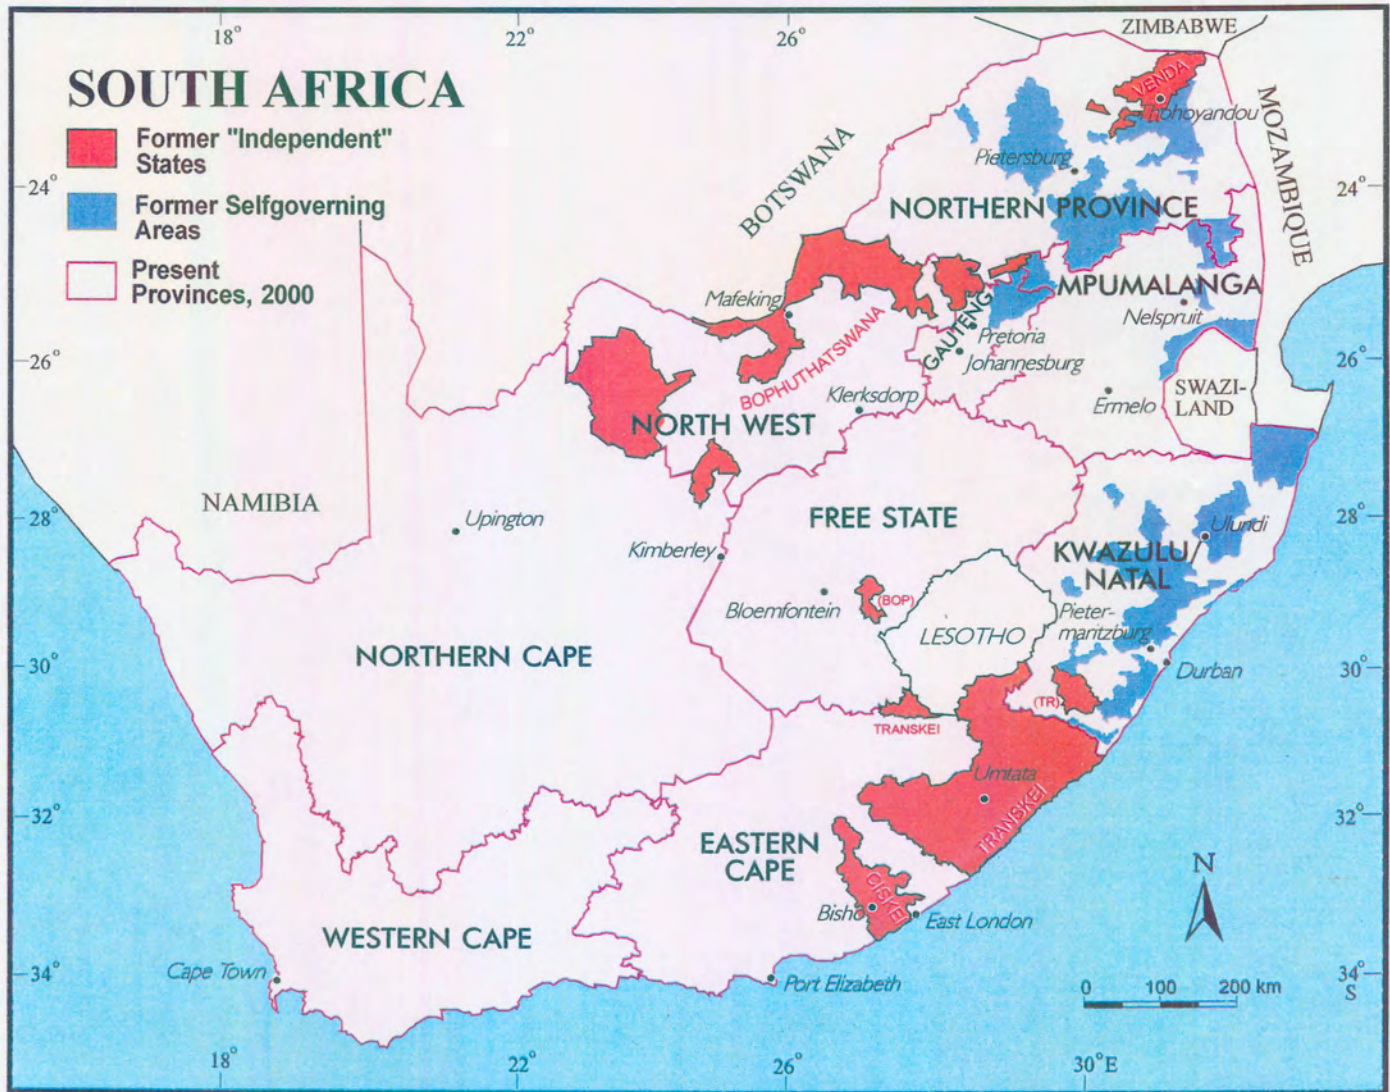 18°
22°
26°
ZIMBABWE
SOUTH AFRICA
Former "Independent"
States
Former Selfgoverning
Areas
Present
Provinces, 2000
VENDA
Thohoyandou
MOZAMBIQUE
BOTSWANA
Pietersburg
24°
24°
NORTHERN PROVINCE
MPUMALANGA
Mafeking
Nelspruit
GAUTENG
Pretoria
Johannesburg
BOPHUTHATSWANA
26°
26°
SWAZI-
LAND
Klerksdorp
Ermelo
NORTH WEST
NAMIBIA
Upington
FREE STATE
28°
28°
Ulundi
Kimberley
KWAZULU/
NATAL
(BOP)
Bloemfontein
Pieter-
maritzburg
LESOTHO
NORTHERN CAPE
30°
30°
Durban
(TR)
TRANSKEI
Umtata
TRANSKEI
32°
32°
EASTERN
CAPE
N
CISKEI
Bisho
East London
WESTERN CAPE
Cape Town
34°
34°
S
Port Elizabeth
0 100 200 km
18°
22°
26°
30°E